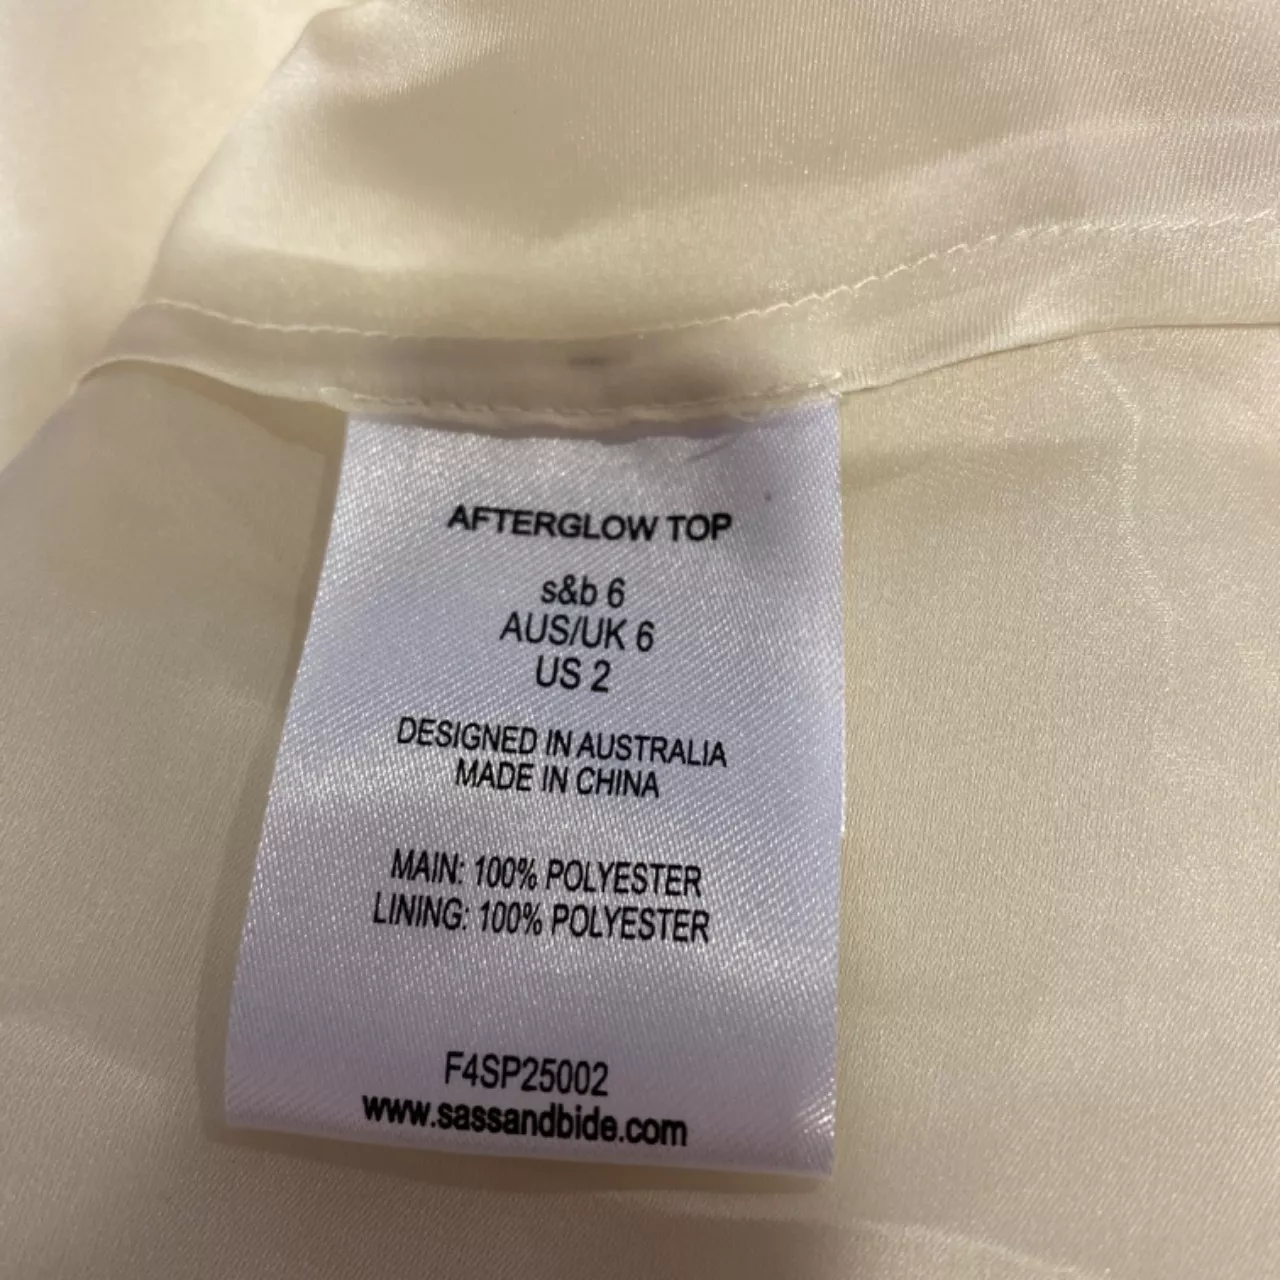 AFTERGLOW TOP
s&b 6
AUS/UK 6
US 2
DESIGNED IN AUSTRALIA
MADE IN CHINA
MAIN: 100% POLYESTER
LINING: 100% POLYESTER
F4SP25002
www.sassandbide.com